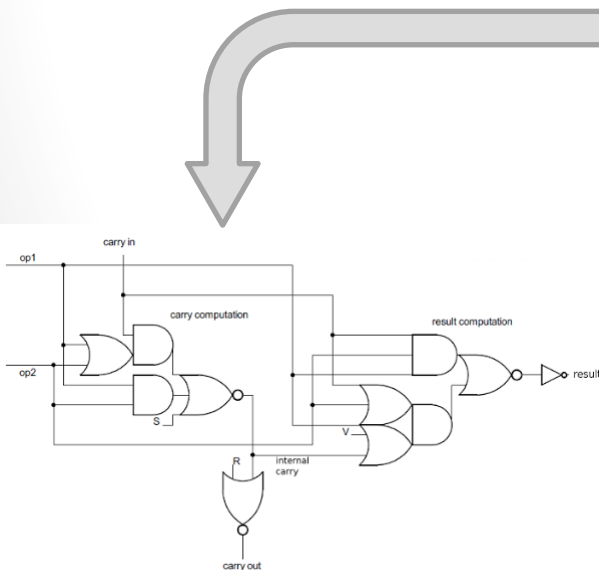 carry in
op1
carry computation
result computation
op2
result
S
V
R
internal
carry
carry out